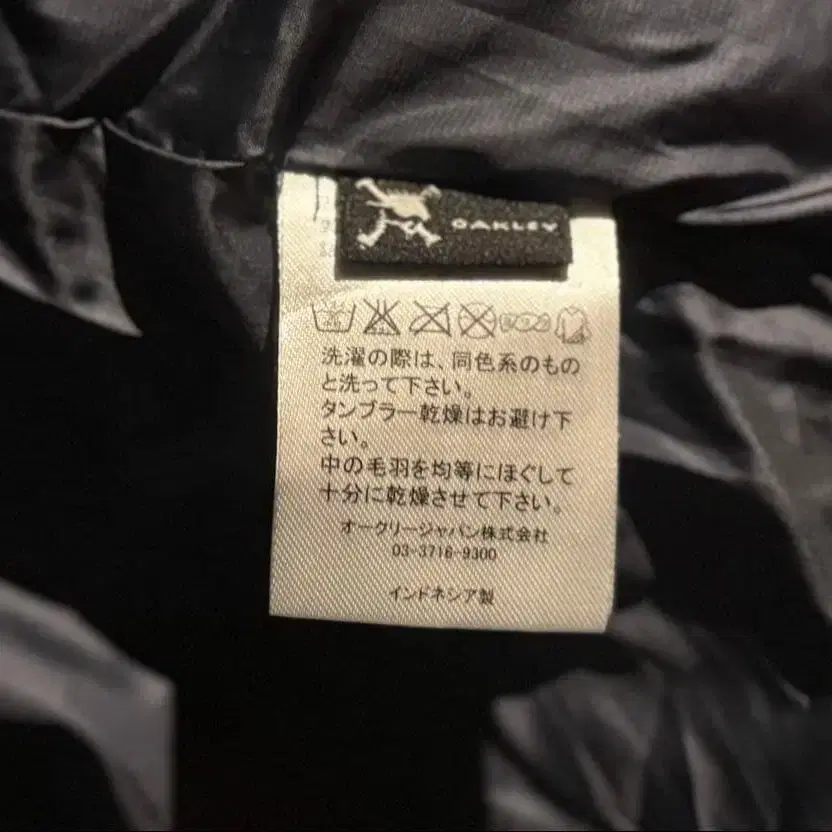 OAKLEY
洗濯の際は、同色系のもの
と洗って下さい。
タンブラー乾燥はお避け下
さい。
中の毛羽を均等にほぐして
十分に乾燥させて下さい。
オークリージャパン株式会社
03-3716-9300
インドネシア製